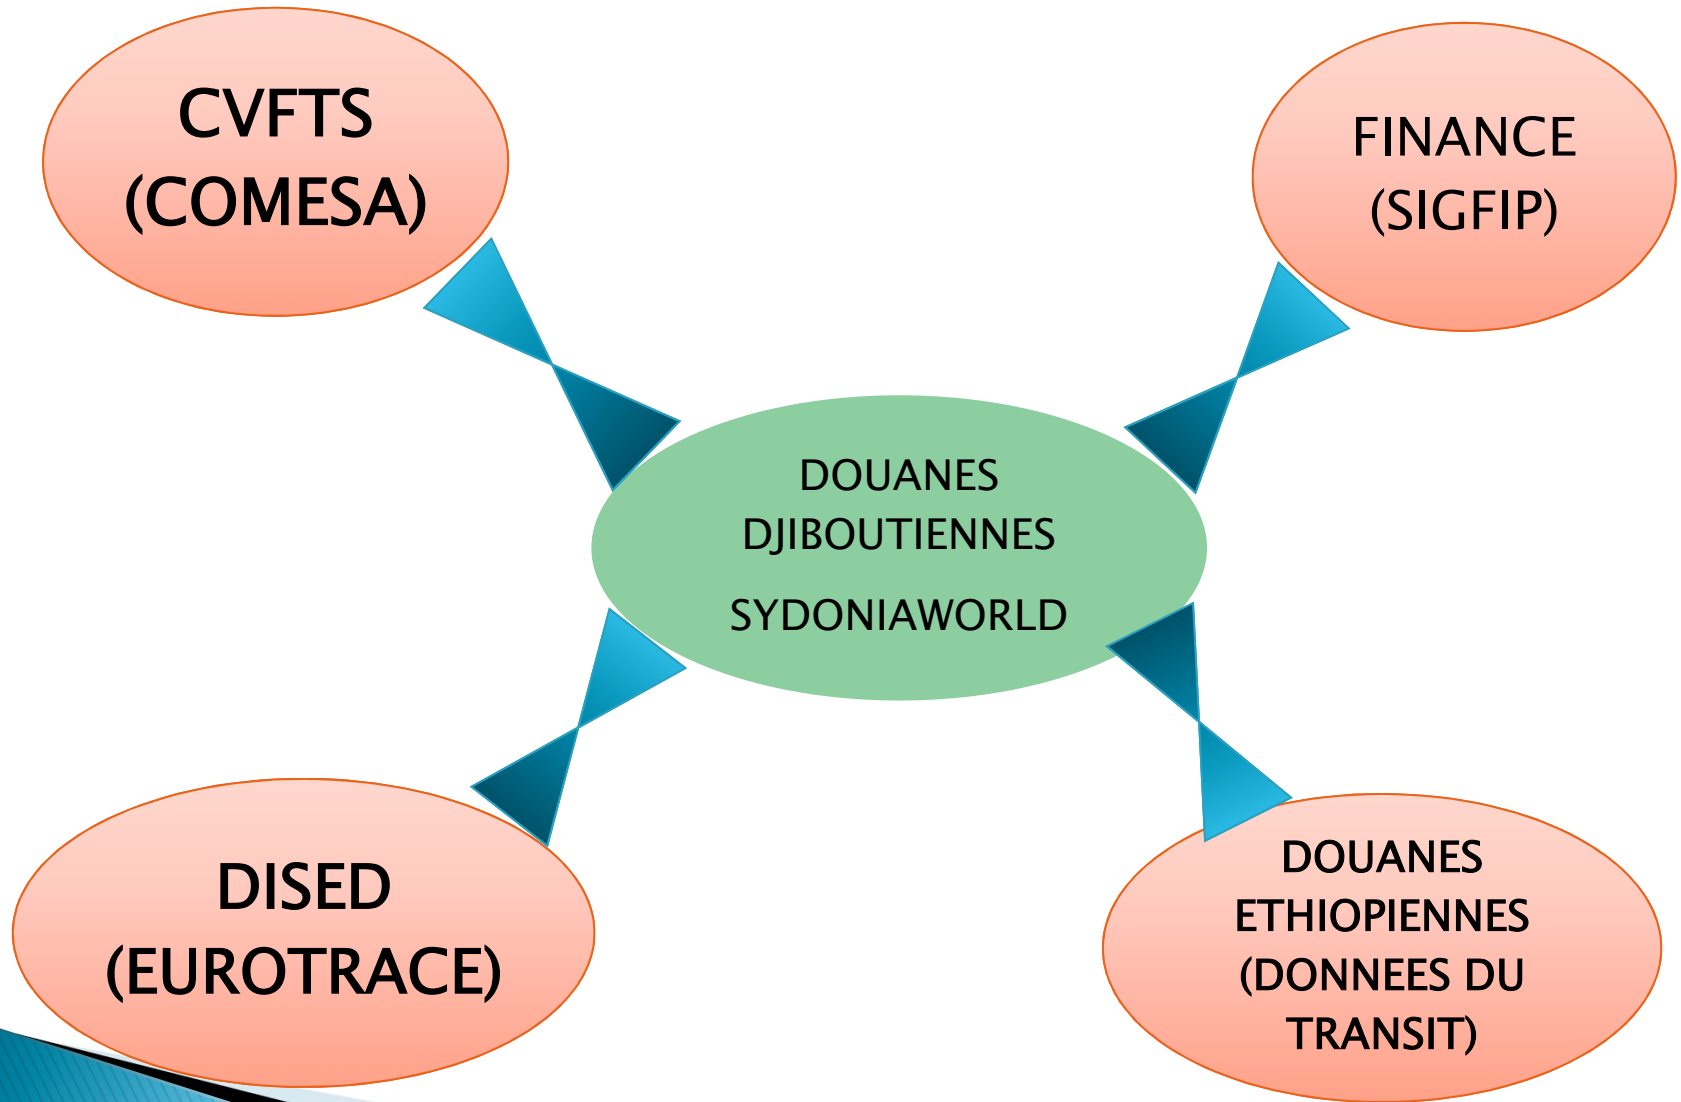 CVFTS
(COMESA)
FINANCE
(SIGFIP)
DOUANES
DJIBOUTIENNES
SYDONIAWORLD
DISED
(EUROTRACE)
DOUANES
ETHIOPIENNES
(DONNEES DU
TRANSIT)